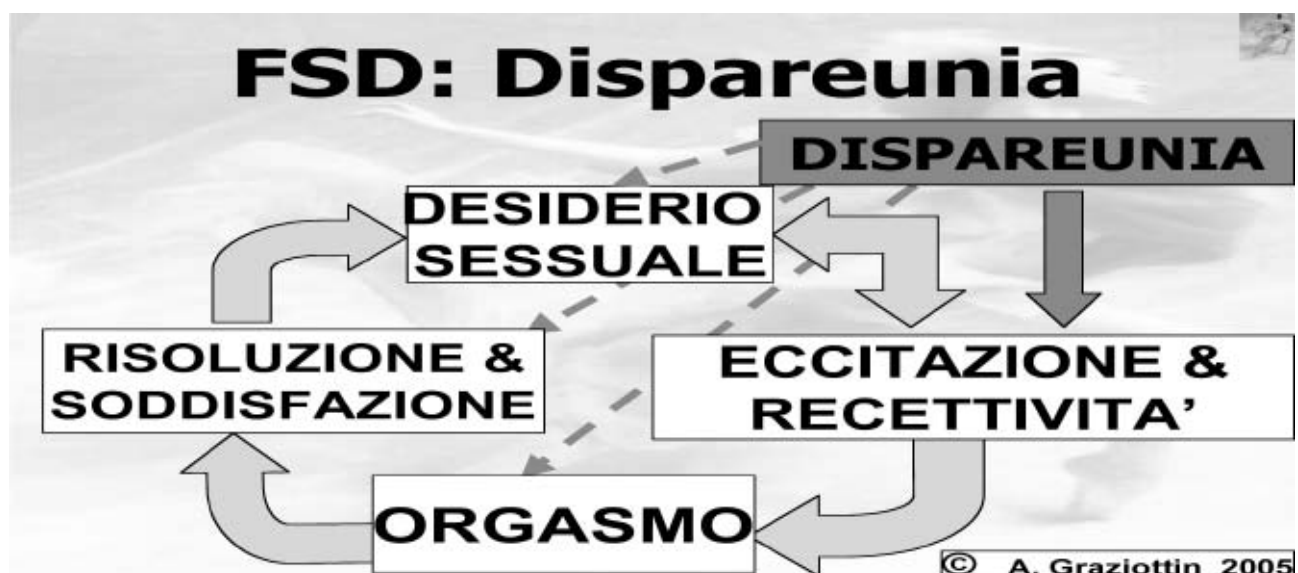 FSD: Dispareunia
DISPAREUNIA
DESIDERIO
SESSUALE
RISOLUZIONE &
SODDISFAZIONE
ECCITAZIONE &
RECETTIVITA’
ORGASMO
© A. Graziottin 2005